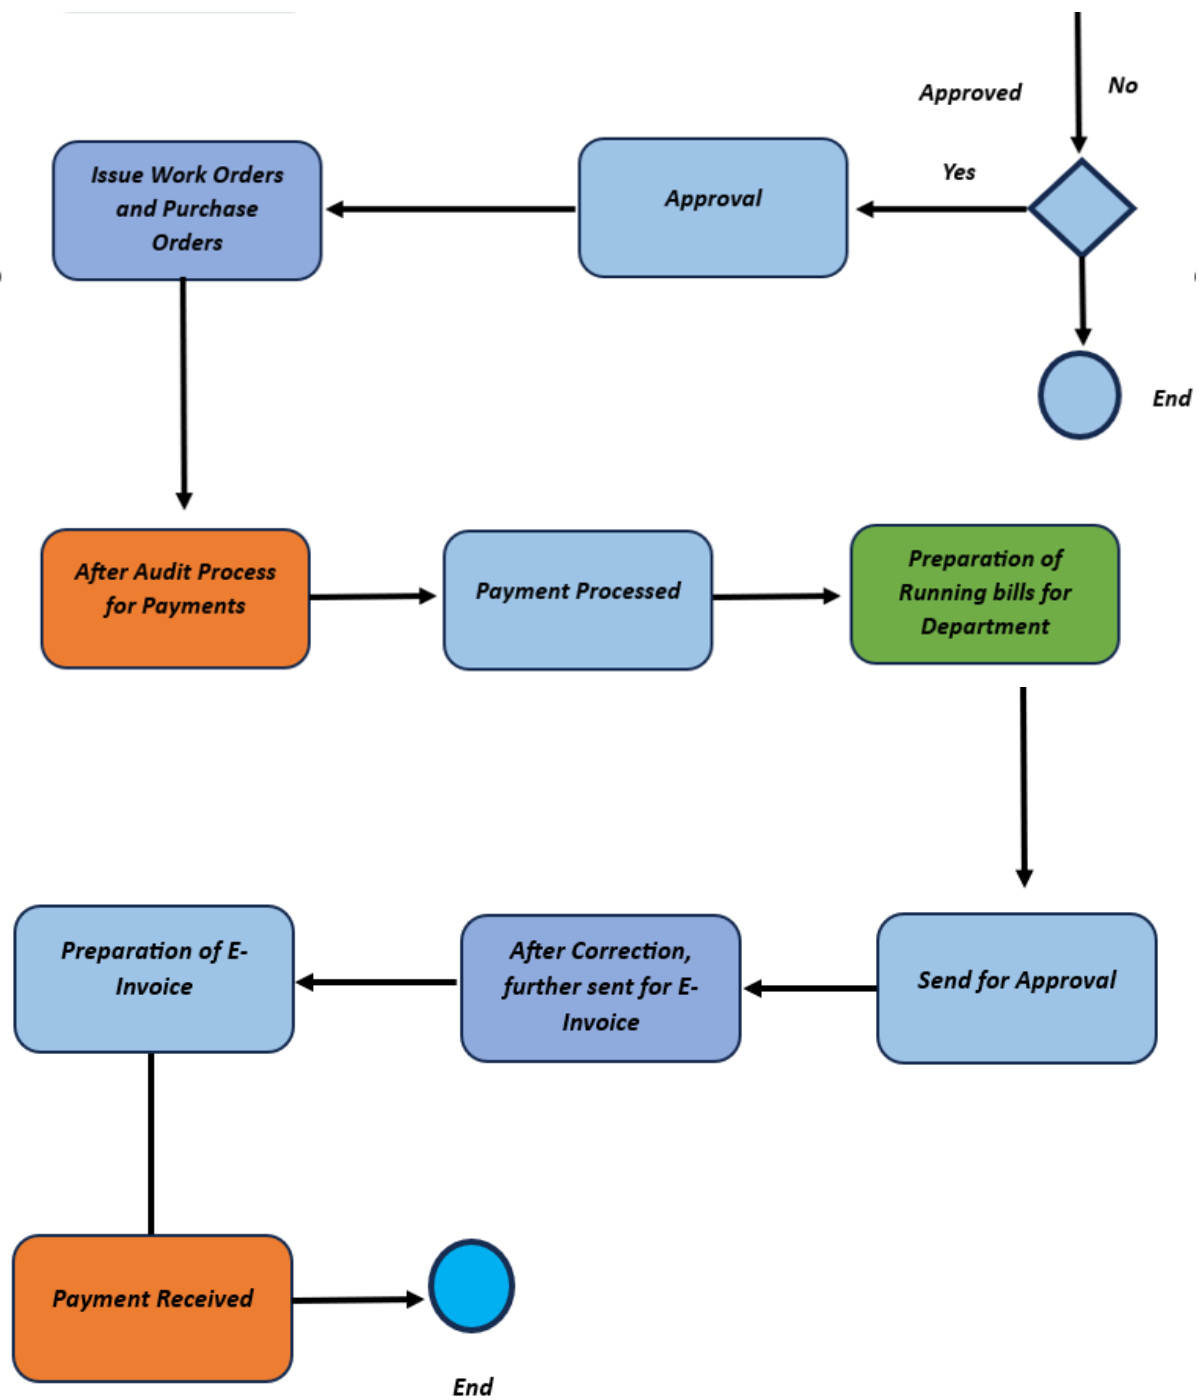 Approved
No
Yes
Approval
Issue Work Orders
and Purchase
Orders
End
After Audit Process
for Payments
Payment Processed
Preparation of
Running bills for
Department
Send for Approval
After Correction,
further sent for E-
Invoice
Preparation of E-
Invoice
Payment Received
End